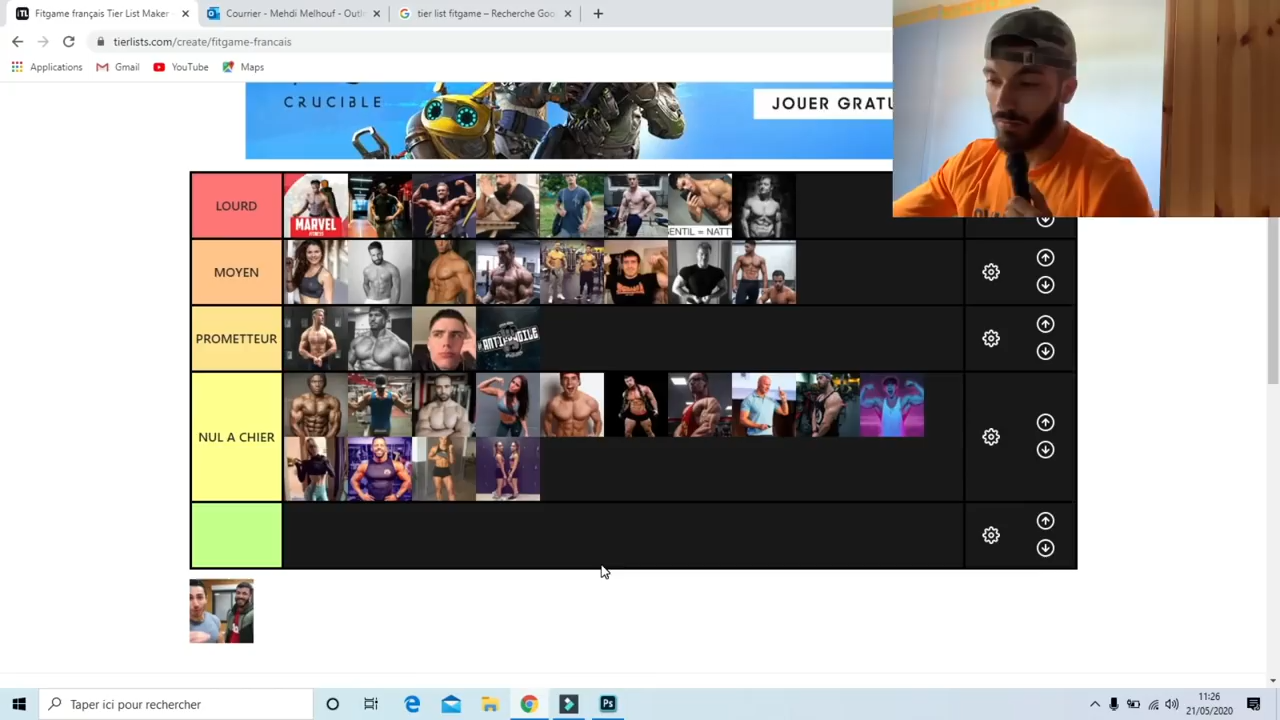 Fitgame français Tier List Maker -
Courrier - Mehdi Melhouf - Outl
tier list fitgame – Recherche Goo
tierlists.com/create/fitgame-francais
Applications
Gmail
YouTube
Maps
CRUCIBLE
JOUER GRATU
LOURD
MARVEL
FITNESS
GENTIL = NATT
MOYEN
PROMETTEUR
ANTIFRAGILE
NUL A CHIER
Taper ici pour rechercher
11:26
21/05/2020